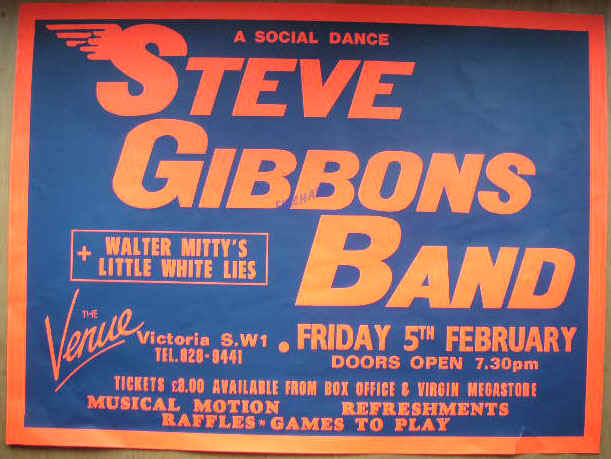 A SOCIAL DANCE
STEVE
GIBBONS
BAND
+ WALTER MITTY'S
LITTLE WHITE LIES
THE
Venue
Victoria S.W1
TEL.828-9441
. FRIDAY 5TH FEBRUARY
DOORS OPEN 7.30pm
TICKETS £3.00 AVAILABLE FROM BOX OFFICE & VIRGIN MEGASTORE
MUSICAL MOTION REFRESHMENTS
RAFFLES * GAMES TO PLAY